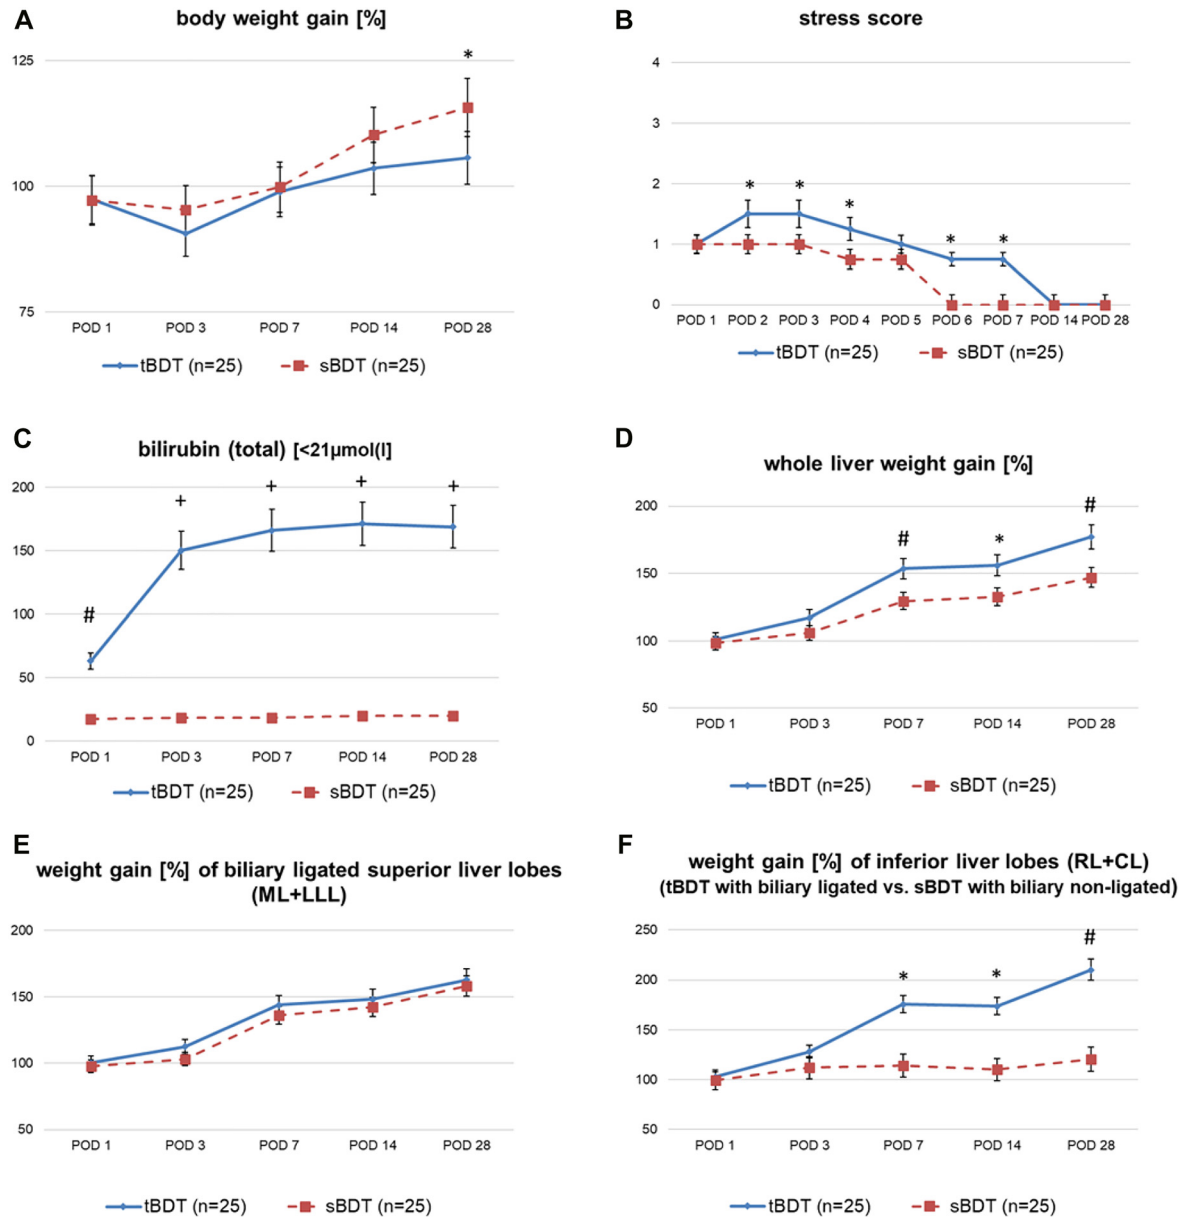 A
body weight gain [%]
*
125
100
75
POD 1 POD 3 POD 7 POD 14 POD 28
tBDT (n=25) sBDT (n=25)
B
stress score
4
3
2
1
0
* * * * *
POD 1 POD 2 POD 3 POD 4 POD 5 POD 6 POD 7 POD 14 POD 28
tBDT (n=25) sBDT (n=25)
C
bilirubin (total) [<21µmol(l]
200
150
100
50
0
# + + + +
POD 1 POD 3 POD 7 POD 14 POD 28
tBDT (n=25) sBDT (n=25)
D
whole liver weight gain [%]
200
150
100
50
# * #
POD 1 POD 3 POD 7 POD 14 POD 28
tBDT (n=25) sBDT (n=25)
E
weight gain [%] of biliary ligated superior liver lobes
(ML+LLL)
200
150
100
50
POD 1 POD 3 POD 7 POD 14 POD 28
tBDT (n=25) sBDT (n=25)
F
weight gain [%] of inferior liver lobes (RL+CL)
(tBDT with biliary ligated vs. sBDT with biliary non-ligated)
250
200
150
100
50
* * #
POD 1 POD 3 POD 7 POD 14 POD 28
tBDT (n=25) sBDT (n=25)